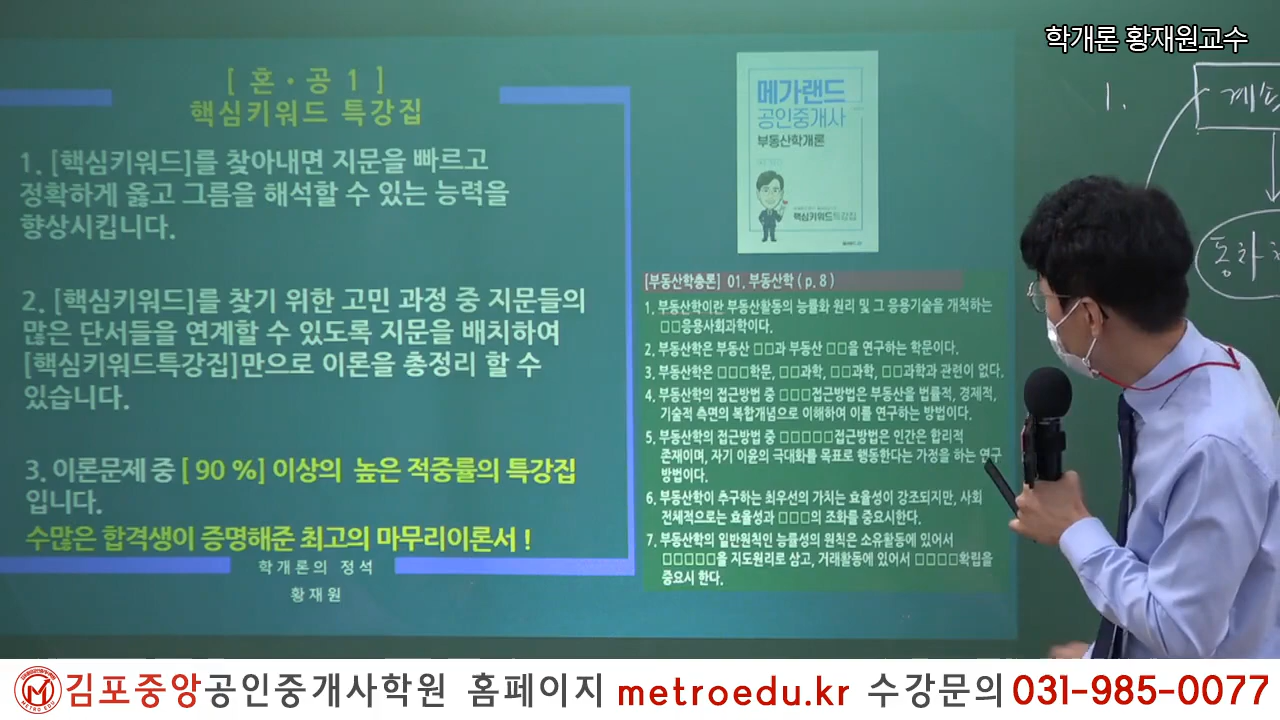 학개론 황재원교수
[ 혼 · 공 1 ]
핵심키워드 특강집
1. [핵심키워드]를 찾아내면 지문을 빠르고
정확하게 옳고 그름을 해석할 수 있는 능력을
향상시킵니다.
2. [핵심키워드]를 찾기 위한 고민 과정 중 지문들의
많은 단서들을 연계할 수 있도록 지문을 배치하여
[핵심키워드특강집]만으로 이론을 총정리 할 수
있습니다.
3. 이론문제 중 [ 90 %] 이상의 높은 적중률의 특강집
입니다.
수많은 합격생이 증명해준 최고의 마무리이론서 !
학개론의 정석
황재원
메가랜드
공인중개사
부동산학개론
핵심키워드특강집
[부동산학총론] 01. 부동산학 ( p. 8 )
1. 부동산학이란 부동산활동의 능률화 원리 및 그 응용기술을 개척하는
□□응용사회과학이다.
2. 부동산학은 부동산 □□과 부동산 □□을 연구하는 학문이다.
3. 부동산학은 □□□학문, □□과학, □□과학, □□과학과 관련이 없다.
4. 부동산학의 접근방법 중 □□□접근방법은 부동산을 법률적, 경제적,
기술적 측면의 복합개념으로 이해하여 이를 연구하는 방법이다.
5. 부동산학의 접근방법 중 □□□□□접근방법은 인간은 합리적
존재이며, 자기 이윤의 극대화를 목표로 행동한다는 가정을 하는 연구
방법이다.
6. 부동산학이 추구하는 최우선의 가치는 효율성이 강조되지만, 사회
전체적으로는 효율성과 □□□의 조화를 중요시한다.
7. 부동산학의 일반원칙인 능률성의 원칙은 소유활동에 있어서
□□□□□을 지도원리로 삼고, 거래활동에 있어서 □□□□확립을
중요시 한다.
1.
METRO EDU
김포중앙공인중개사학원 홈페이지 metroedu.kr 수강문의 031-985-0077